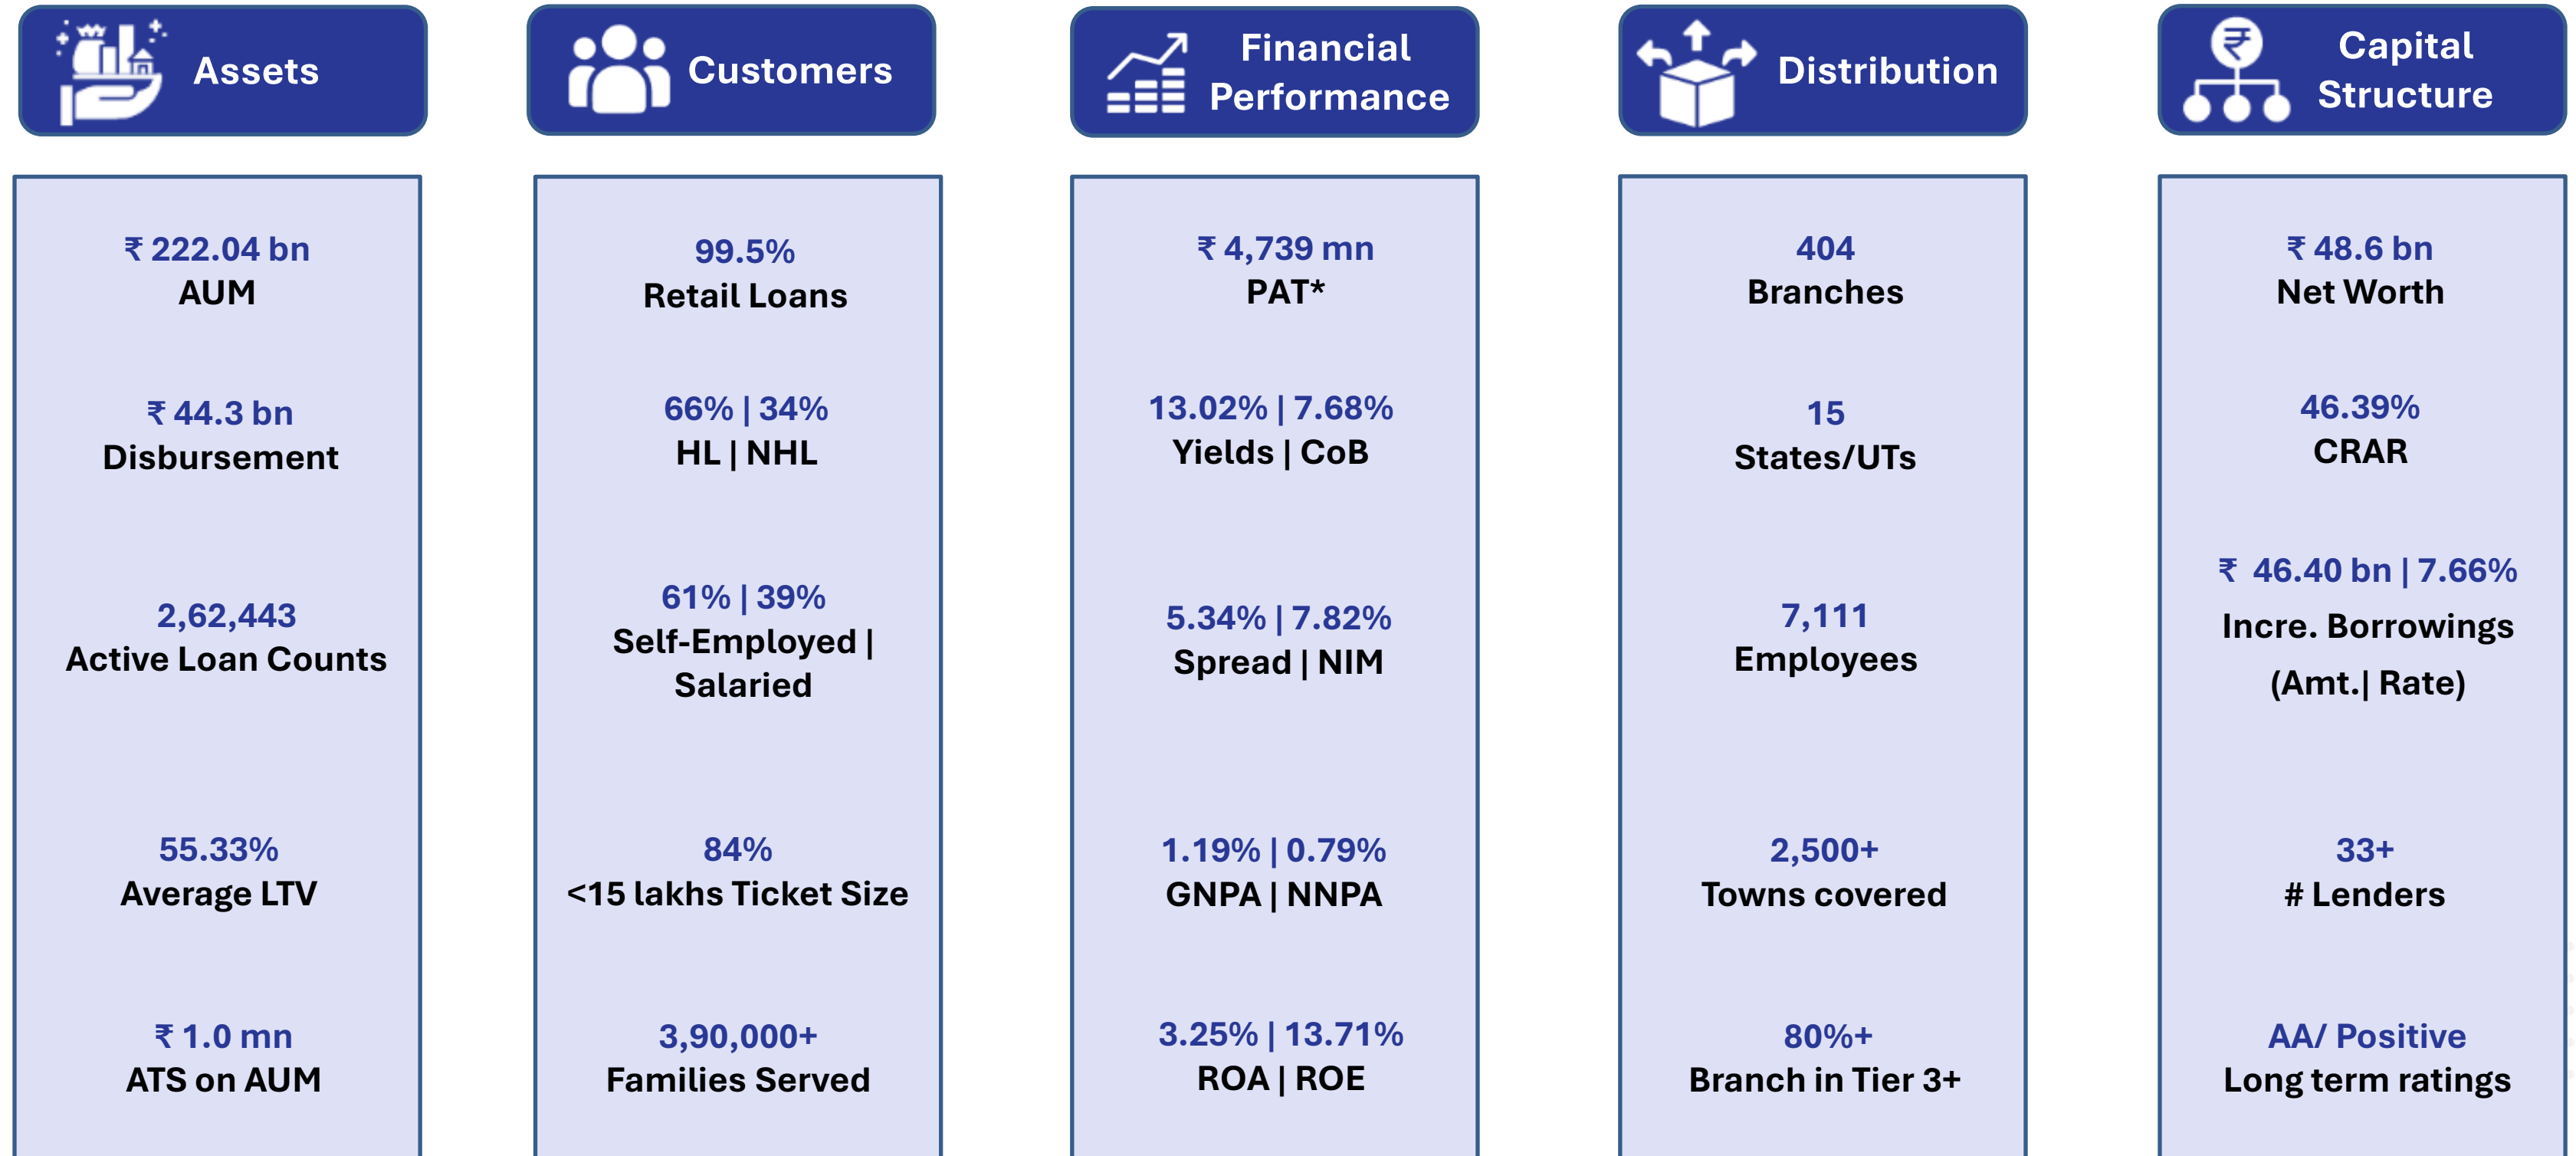 Assets
₹ 222.04 bn
AUM
₹ 44.3 bn
Disbursement
2,62,443
Active Loan Counts
55.33%
Average LTV
₹ 1.0 mn
ATS on AUM
Customers
99.5%
Retail Loans
66% | 34%
HL | NHL
61% | 39%
Self-Employed |
Salaried
84%
<15 lakhs Ticket Size
3,90,000+
Families Served
Financial
Performance
₹ 4,739 mn
PAT*
13.02% | 7.68%
Yields | CoB
5.34% | 7.82%
Spread | NIM
1.19% | 0.79%
GNPA | NNPA
3.25% | 13.71%
ROA | ROE
Distribution
404
Branches
15
States/UTs
7,111
Employees
2,500+
Towns covered
80%+
Branch in Tier 3+
₹
Capital
Structure
₹ 48.6 bn
Net Worth
46.39%
CRAR
₹ 46.40 bn | 7.66%
Incre. Borrowings
(Amt.| Rate)
33+
# Lenders
AA/ Positive
Long term ratings